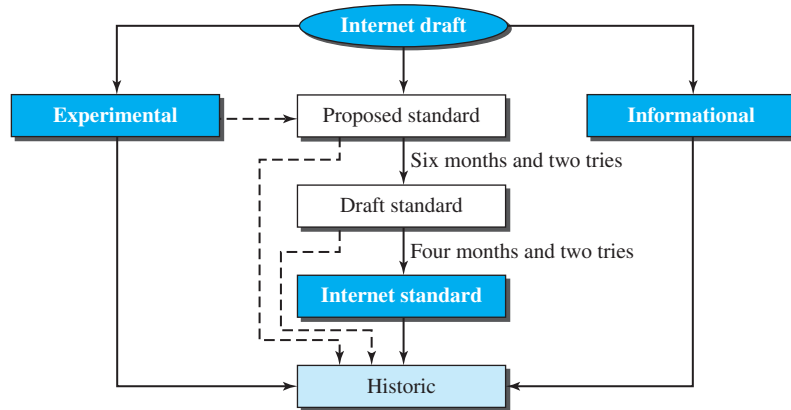 Internet draft
Experimental
Proposed standard
Informational
Six months and two tries
Draft standard
Four months and two tries
Internet standard
Historic